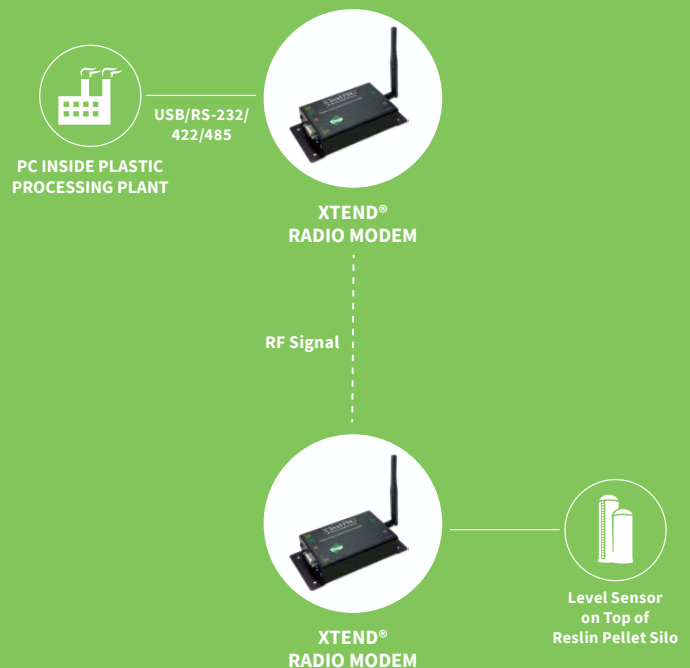 USB/RS-232/
422/485
PC INSIDE PLASTIC
PROCESSING PLANT
XTEND®
RADIO MODEM
RF Signal
XTEND®
RADIO MODEM
Level Sensor
on Top of
Reslin Pellet Silo